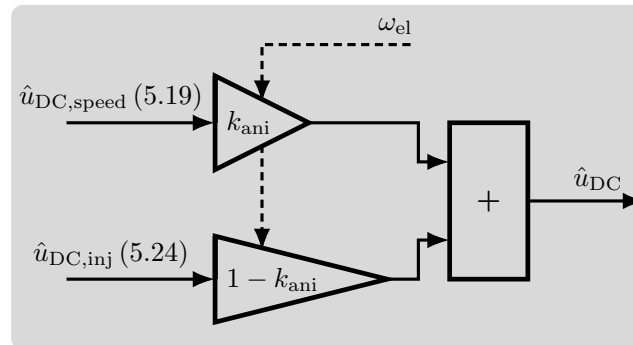 ω_el
û_DC,speed (5.19)
k_ani
û_DC
+
û_DC,inj (5.24)
1 − k_ani